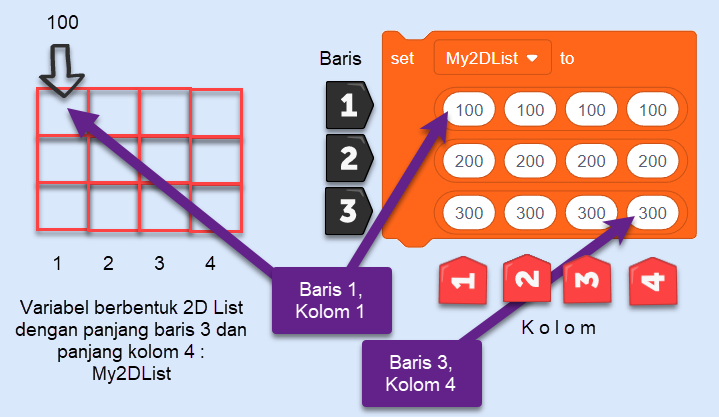 100
1 2 3 4
Variabel berbentuk 2D List
dengan panjang baris 3 dan
panjang kolom 4 :
My2DList
Baris
1
2
3
set My2DList to
100 100 100 100
200 200 200 200
300 300 300 300
1 2 3 4
K o l o m
Baris 1,
Kolom 1
Baris 3,
Kolom 4